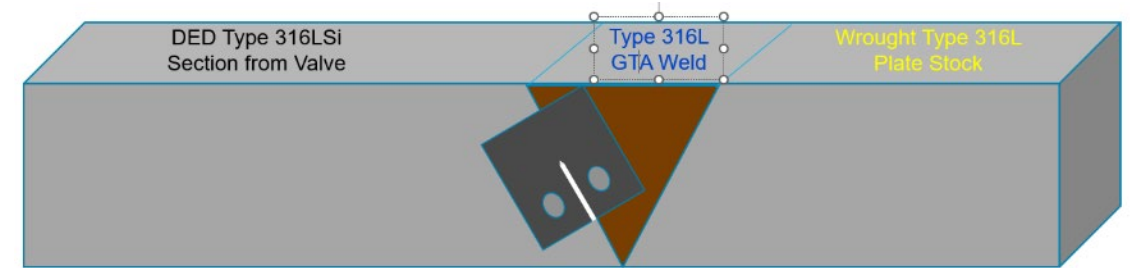 DED Type 316LSi
Section from Valve
Type 316L
GTA Weld
Wrought Type 316L
Plate Stock